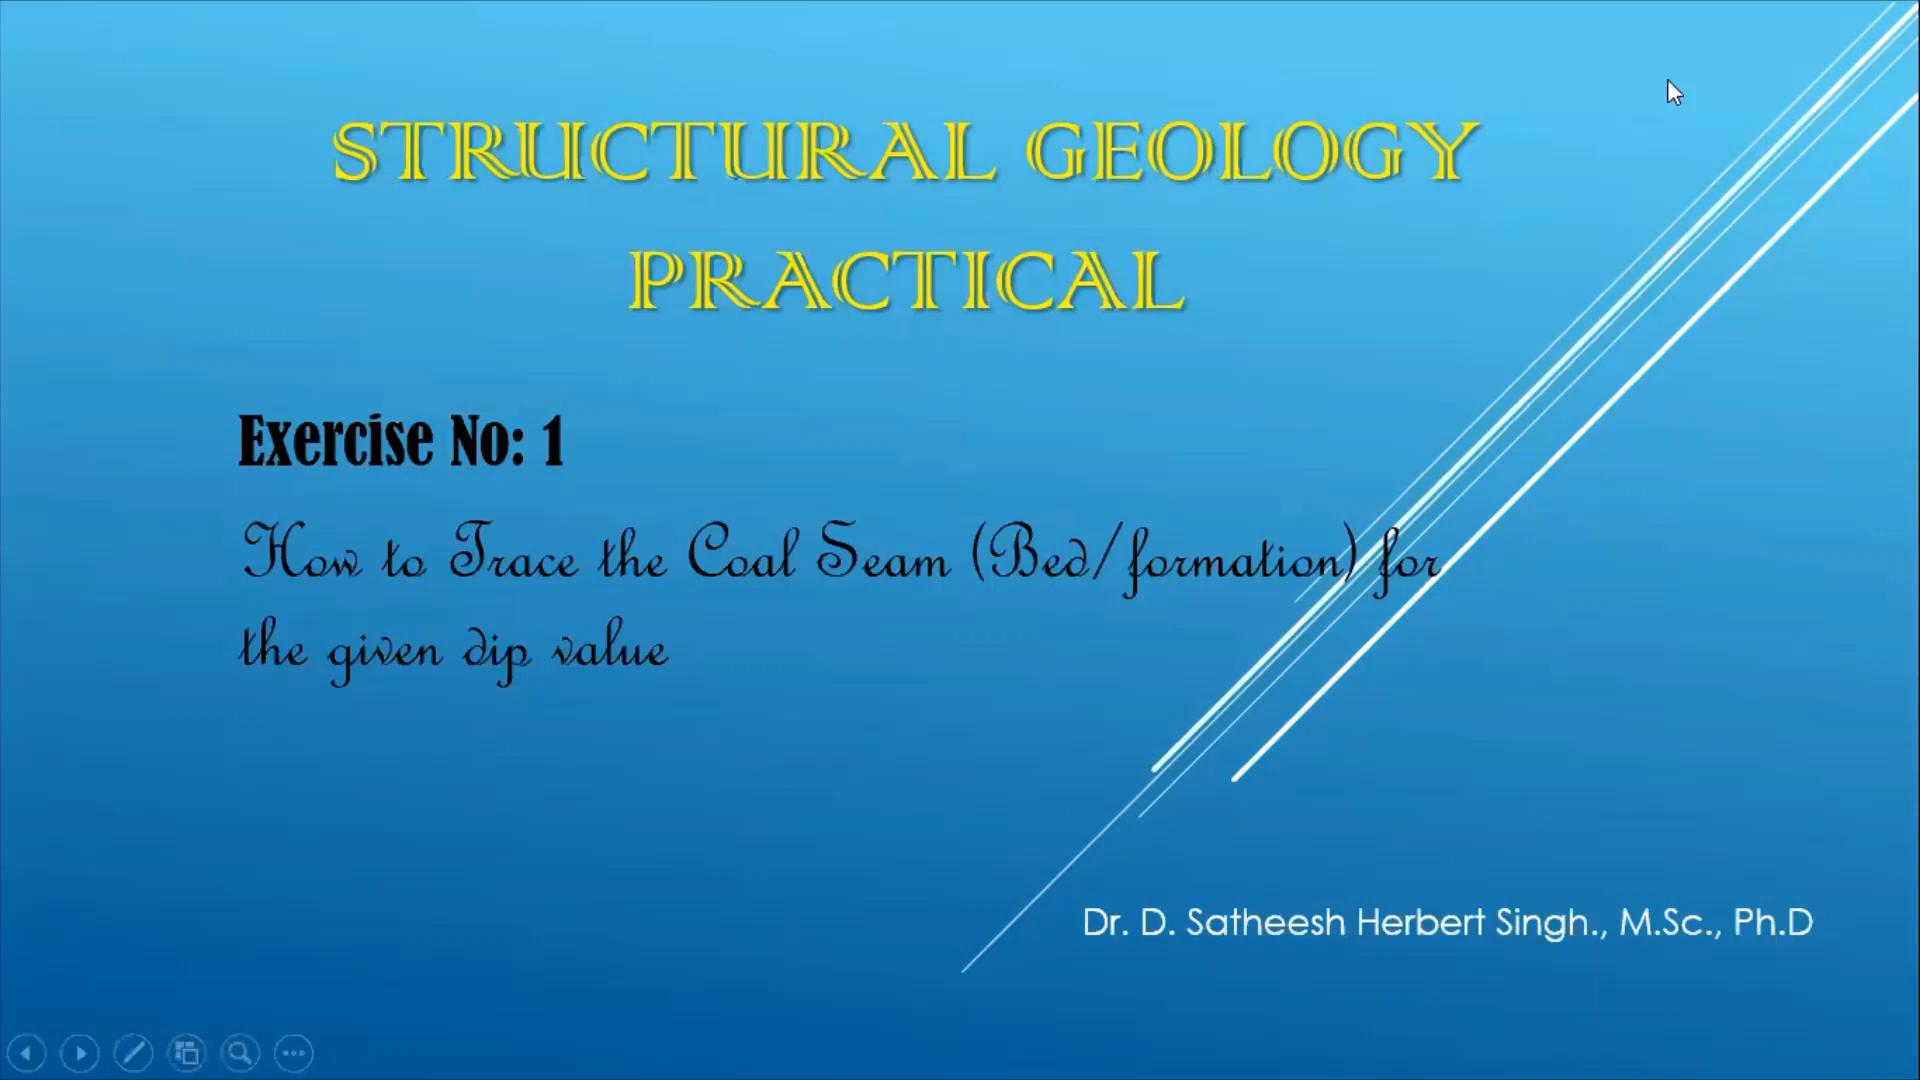 STRUCTURAL GEOLOGY
PRACTICAL
Exercise No: 1
How to Trace the Coal Seam (Bed/formation) for
the given dip value
Dr. D. Satheesh Herbert Singh., M.Sc., Ph.D